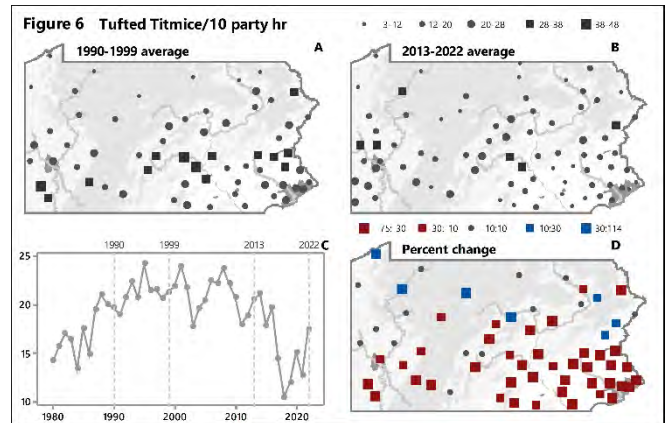 Figure 6 Tufted Titmice/10 party hr
3-12 12-20 20-28 28-38 38-48
1990-1999 average A
2013-2022 average B
1990 1999 2013 2022
C
25
20
15
10
1980 1990 2000 2010 2020
-75:-30 -30:-10 -10:10 10:30 30:114
Percent change D